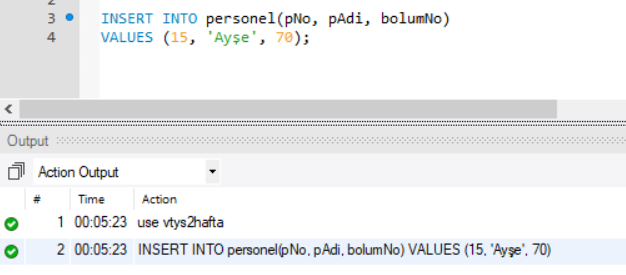 3 INSERT INTO personel(pNo, pAdi, bolumNo)
4 VALUES (15, 'Ayşe', 70);
Output
Action Output
# Time Action
1 00:05:23 use vtys2hafta
2 00:05:23 INSERT INTO personel(pNo, pAdi, bolumNo) VALUES (15, 'Ayşe', 70)